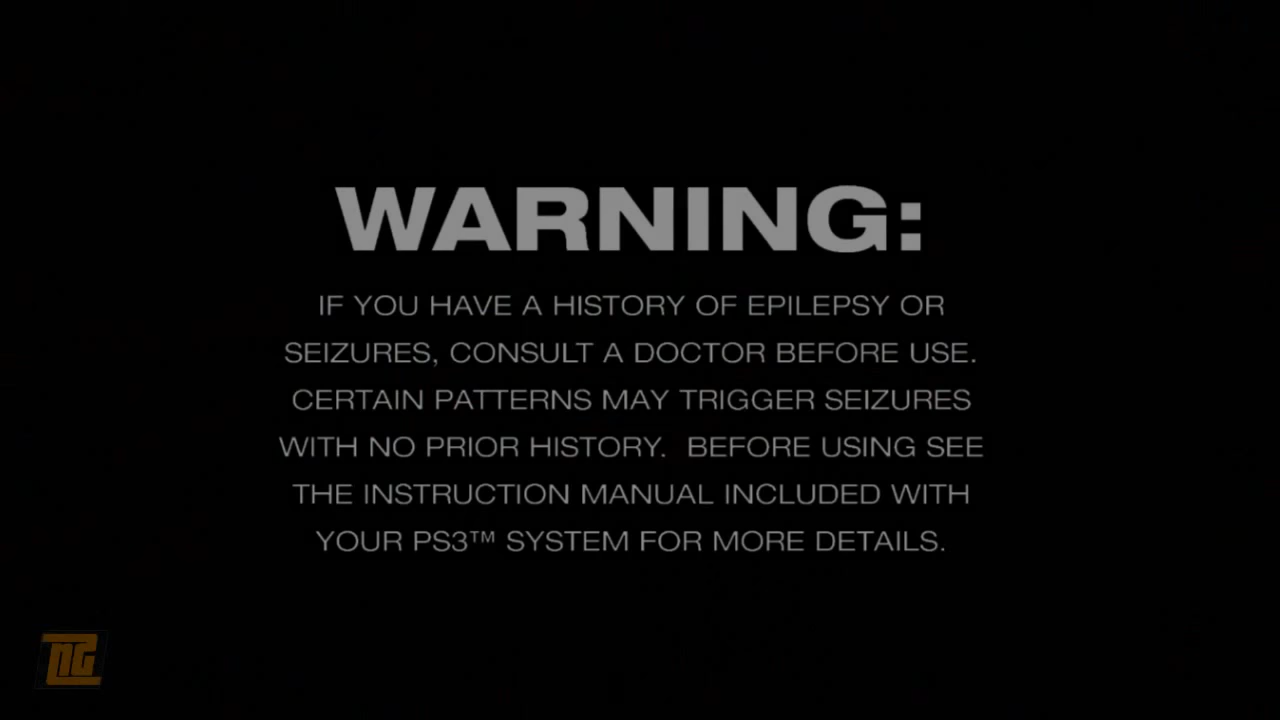 WARNING:
IF YOU HAVE A HISTORY OF EPILEPSY OR
SEIZURES, CONSULT A DOCTOR BEFORE USE.
CERTAIN PATTERNS MAY TRIGGER SEIZURES
WITH NO PRIOR HISTORY. BEFORE USING SEE
THE INSTRUCTION MANUAL INCLUDED WITH
YOUR PS3™ SYSTEM FOR MORE DETAILS.